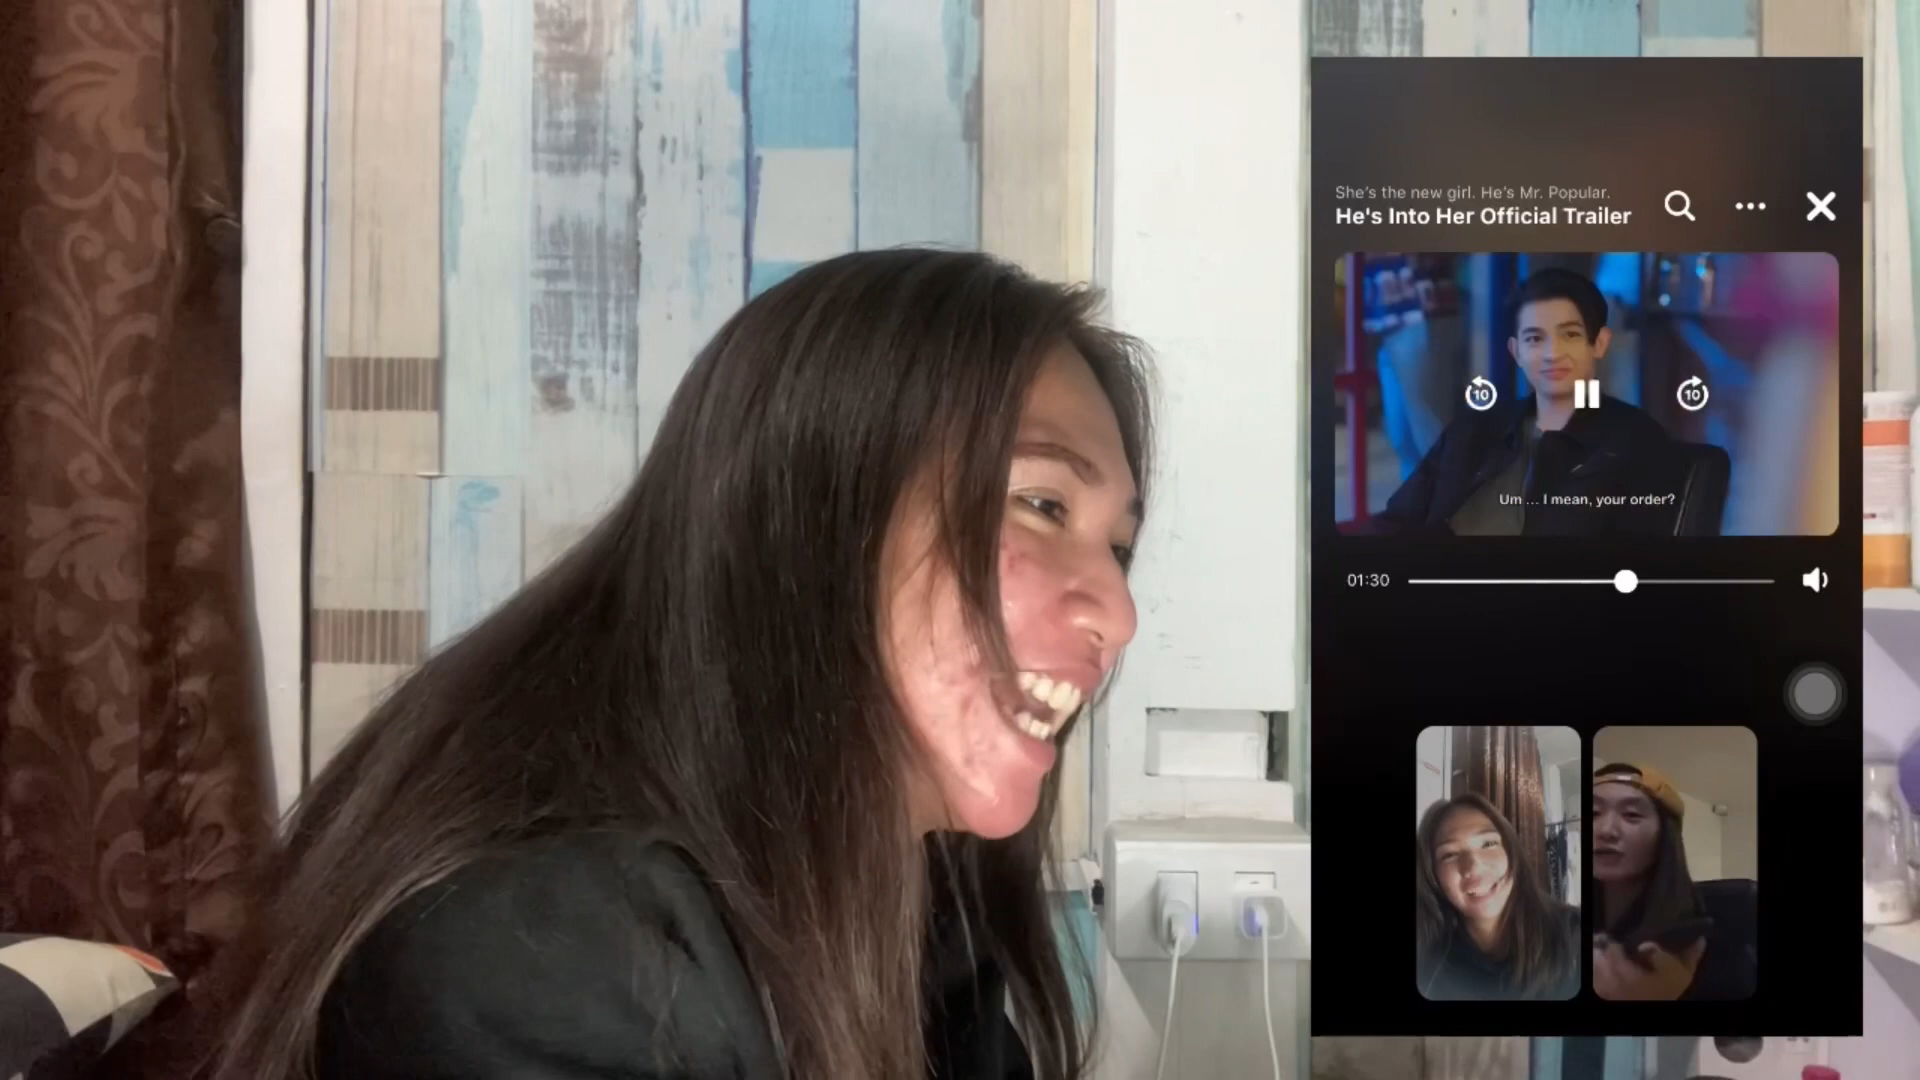 She's the new girl. He's Mr. Popular.
He's Into Her Official Trailer
10
10
Um ... I mean, your order?
01:30